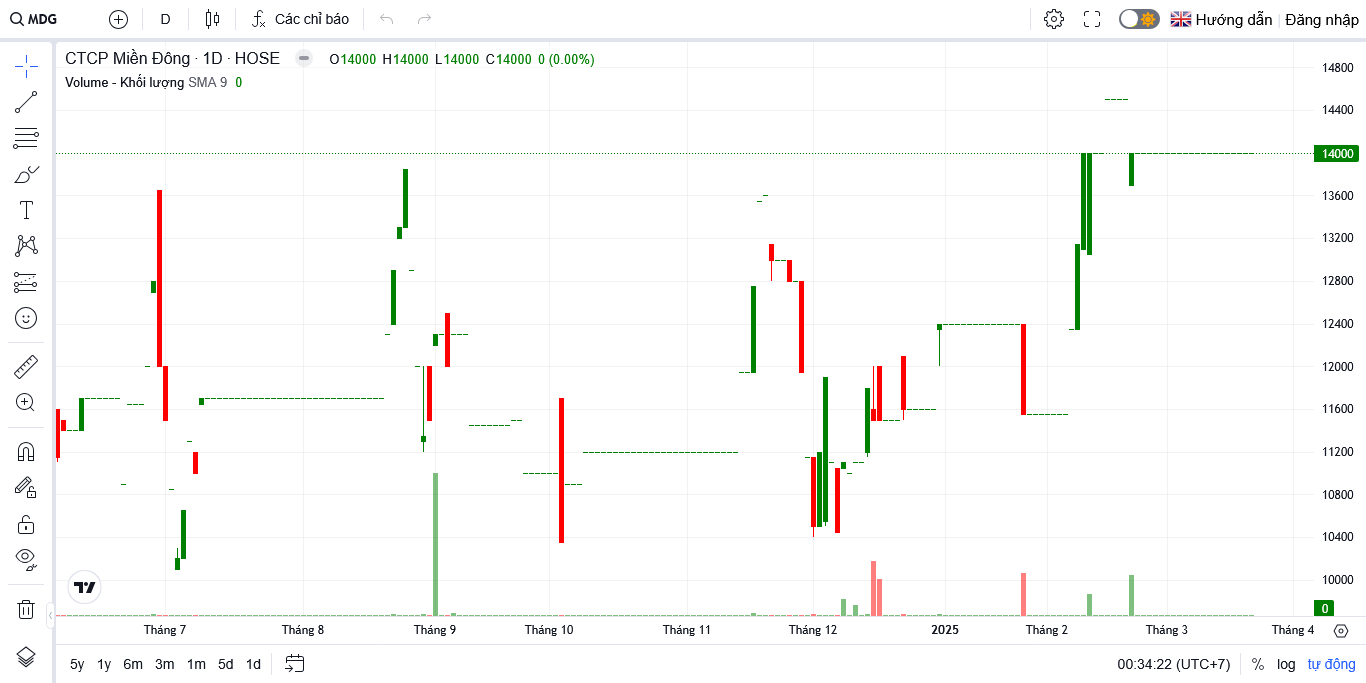 MDG D Các chỉ báo Hướng dẫn Đăng nhập
CTCP Miền Đông · 1D · HOSE O14000 H14000 L14000 C14000 0 (0.00%)
Volume - Khối lượng SMA 9 0
14800
14400
14000
13600
13200
12800
12400
12000
11600
11200
10800
10400
10000
0
Tháng 7 Tháng 8 Tháng 9 Tháng 10 Tháng 11 Tháng 12 2025 Tháng 2 Tháng 3 Tháng 4
5y 1y 6m 3m 1m 5d 1d 00:34:22 (UTC+7) % log tự động